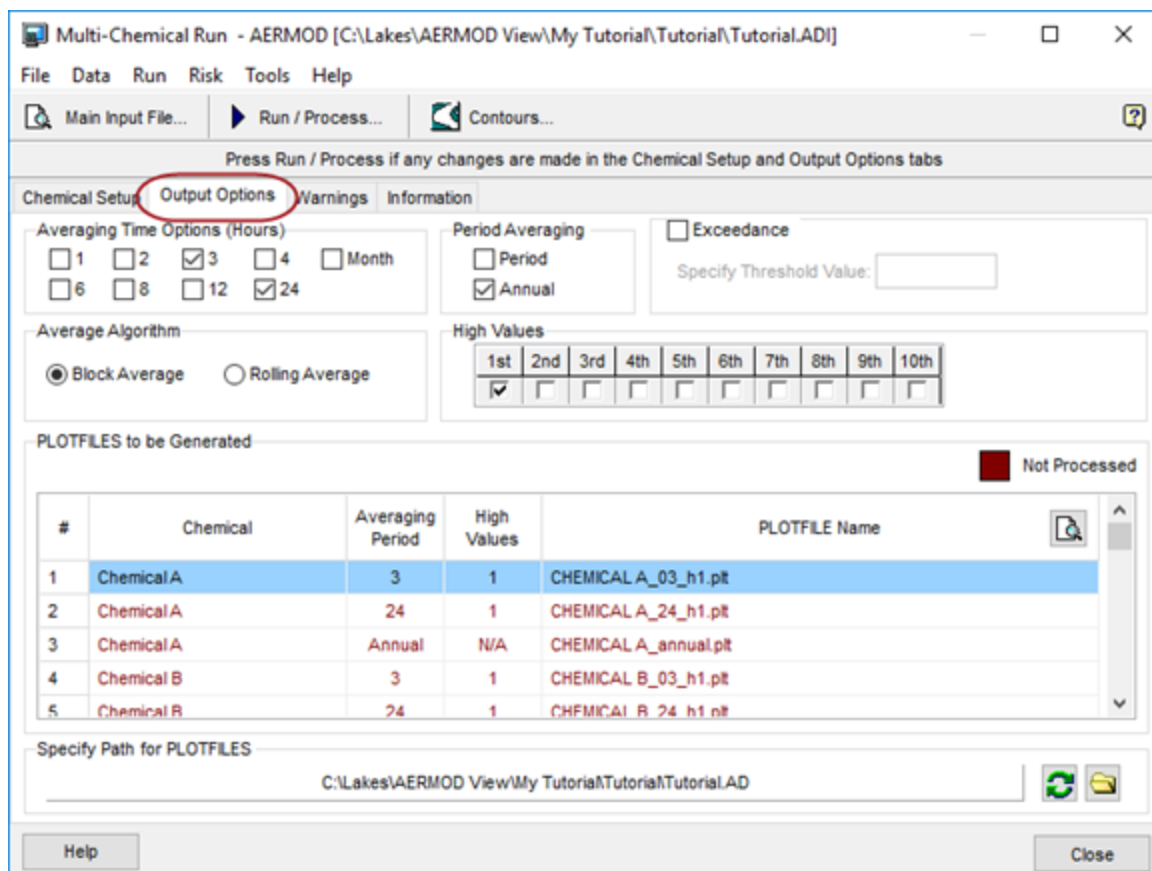 Multi-Chemical Run - AERMOD [C:\Lakes\AERMOD View\My Tutorial\Tutorial\Tutorial.ADI]
File Data Run Risk Tools Help
Main Input File... Run / Process... Contours...
Press Run / Process if any changes are made in the Chemical Setup and Output Options tabs
Chemical Setup Output Options Warnings Information
Averaging Time Options (Hours) Period Averaging Exceedance
1 2 3 4 Month Period
Specify Threshold Value:
6 8 12 24 Annual
Average Algorithm High Values
Block Average Rolling Average 1st 2nd 3rd 4th 5th 6th 7th 8th 9th 10th
PLOTFILES to be Generated
Not Processed
# Chemical Averaging Period High Values PLOTFILE Name
1 Chemical A 3 1 CHEMICAL A_03_h1.plt
2 Chemical A 24 1 CHEMICAL A_24_h1.plt
3 Chemical A Annual N/A CHEMICAL A_annual.plt
4 Chemical B 3 1 CHEMICAL B_03_h1.plt
5 Chemical B 24 1 CHEMICAL B_24_h1.plt
Specify Path for PLOTFILES
C:\Lakes\AERMOD View\My Tutorial\Tutorial\Tutorial.AD
Help Close